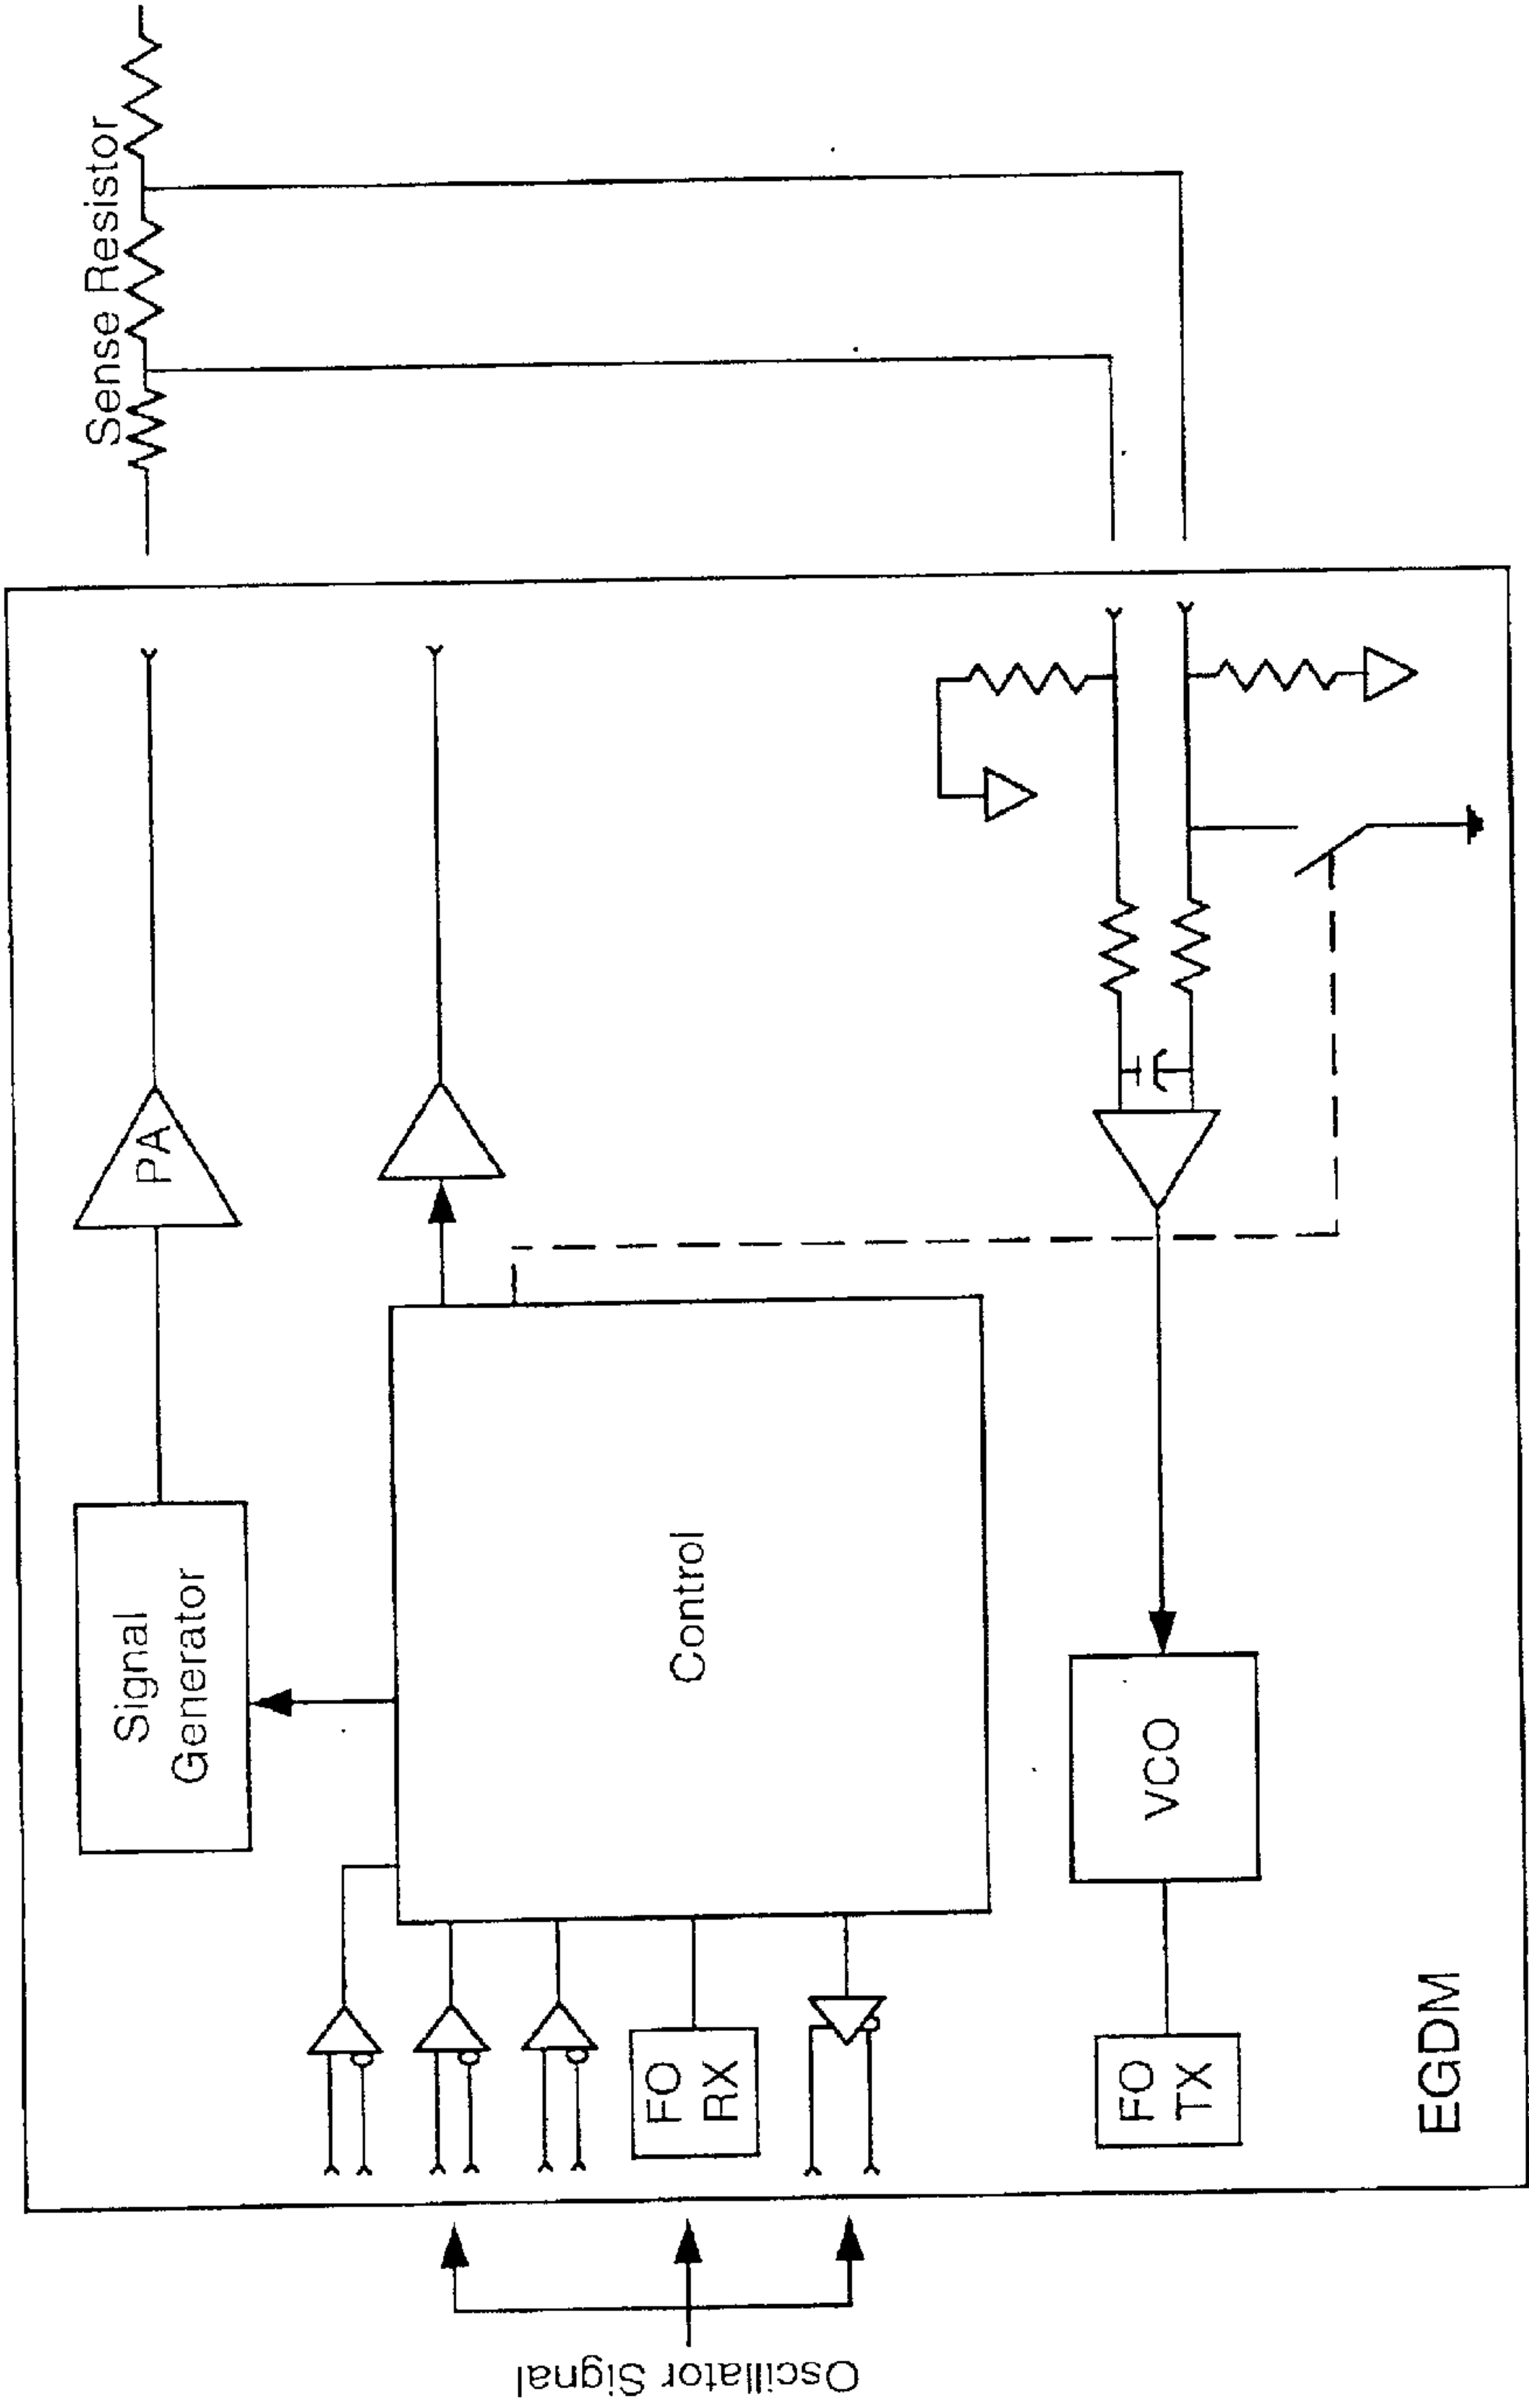 Sense Resistor
PA
Signal
Generator
Control
VCO
FO
RX
FO
TX
EGDM
Oscillator Signal